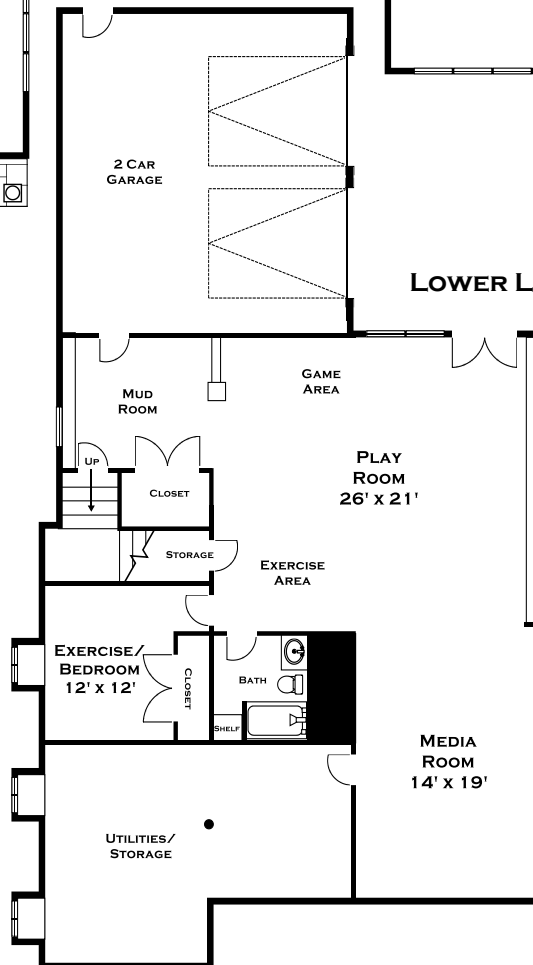 2 Car
Garage
Lower L
Game
Area
Mud
Room
Up
Play
Room
26' x 21'
Closet
Storage
Exercise
Area
Exercise/
Bedroom
12' x 12'
Closet
Bath
Shelf
Media
Room
14' x 19'
Utilities/
Storage